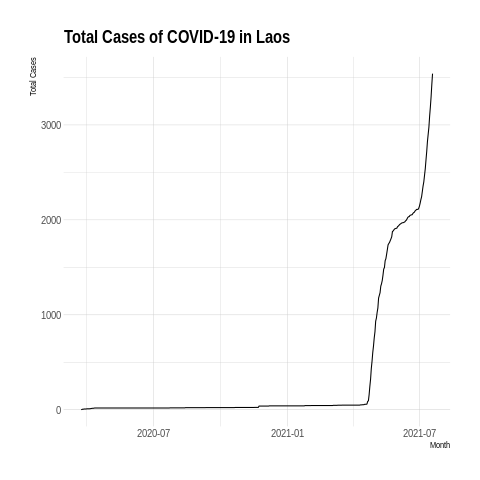 Total Cases of COVID-19 in Laos
Total Cases
3000
2000
1000
0
2020-07
2021-01
2021-07
Month